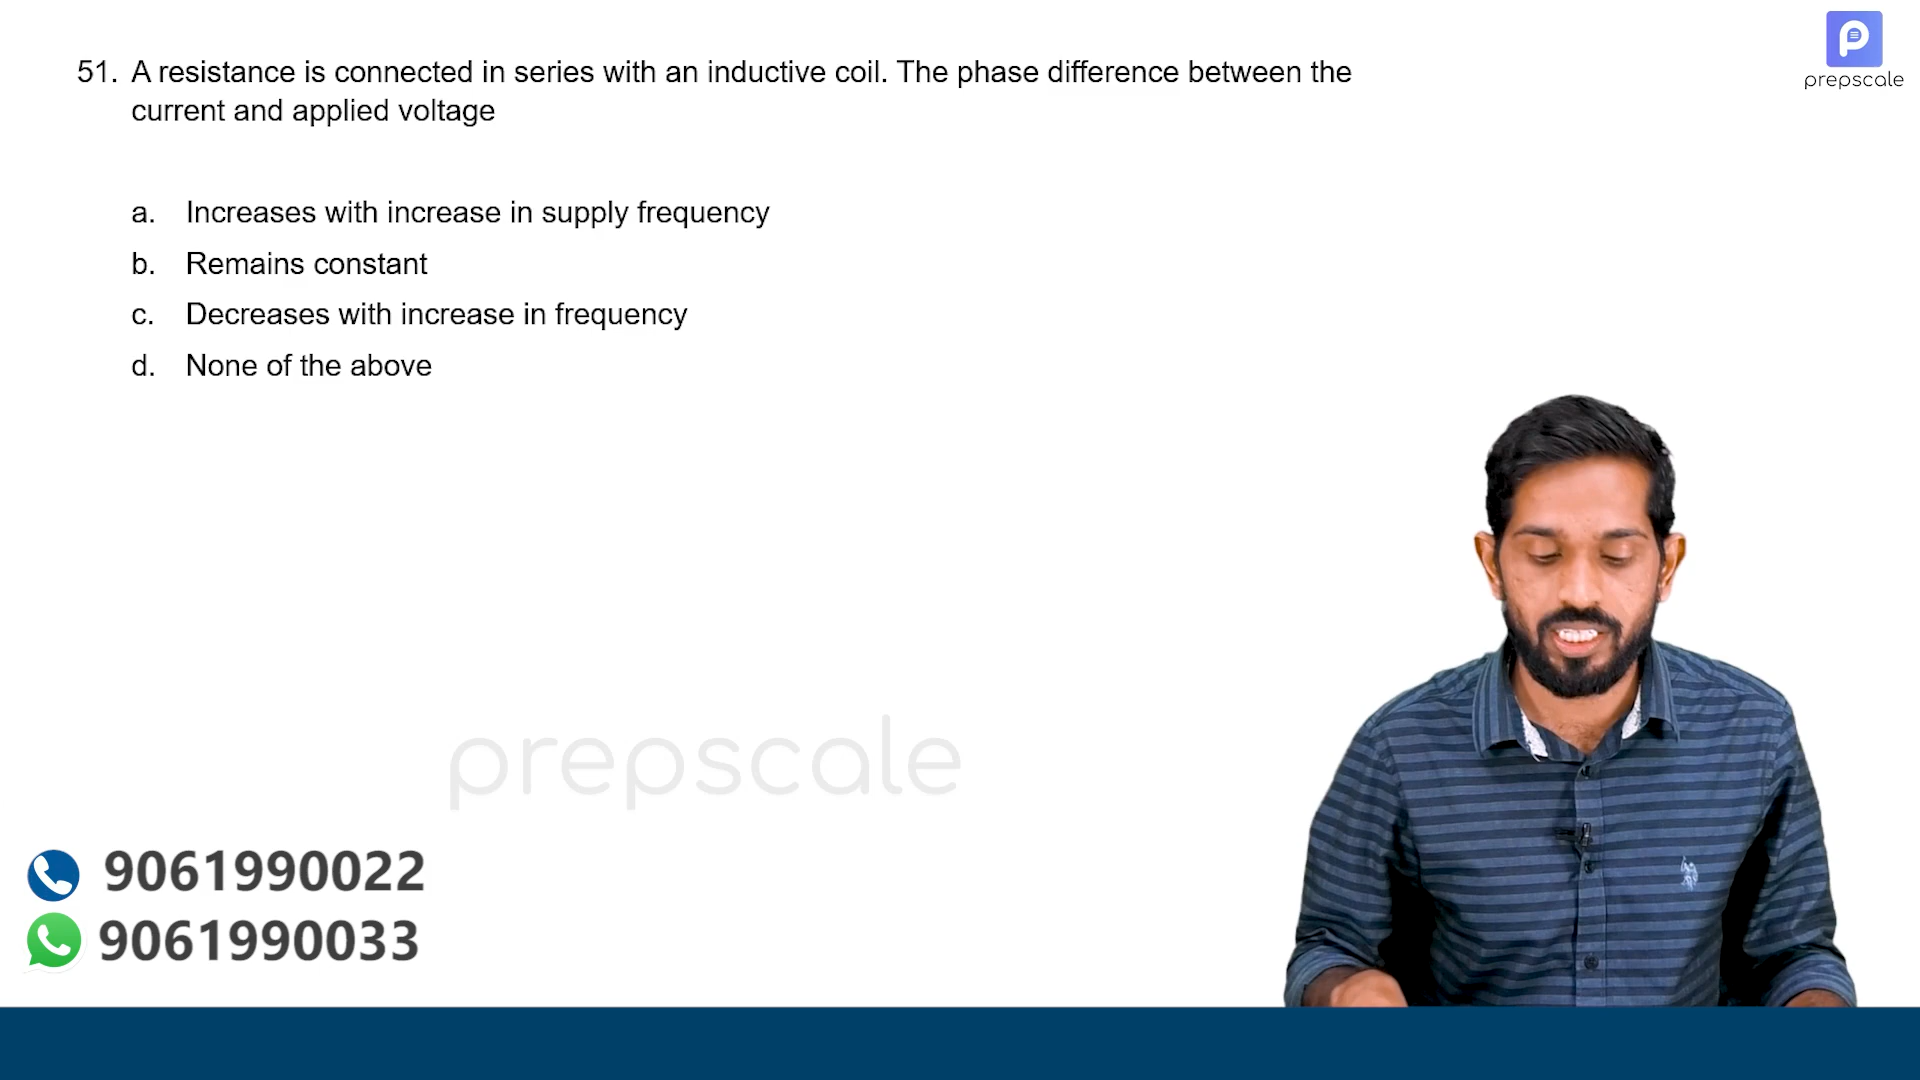 prepscale
51. A resistance is connected in series with an inductive coil. The phase difference between the
current and applied voltage
a. Increases with increase in supply frequency
b. Remains constant
c. Decreases with increase in frequency
d. None of the above
prepscale
9061990022
9061990033